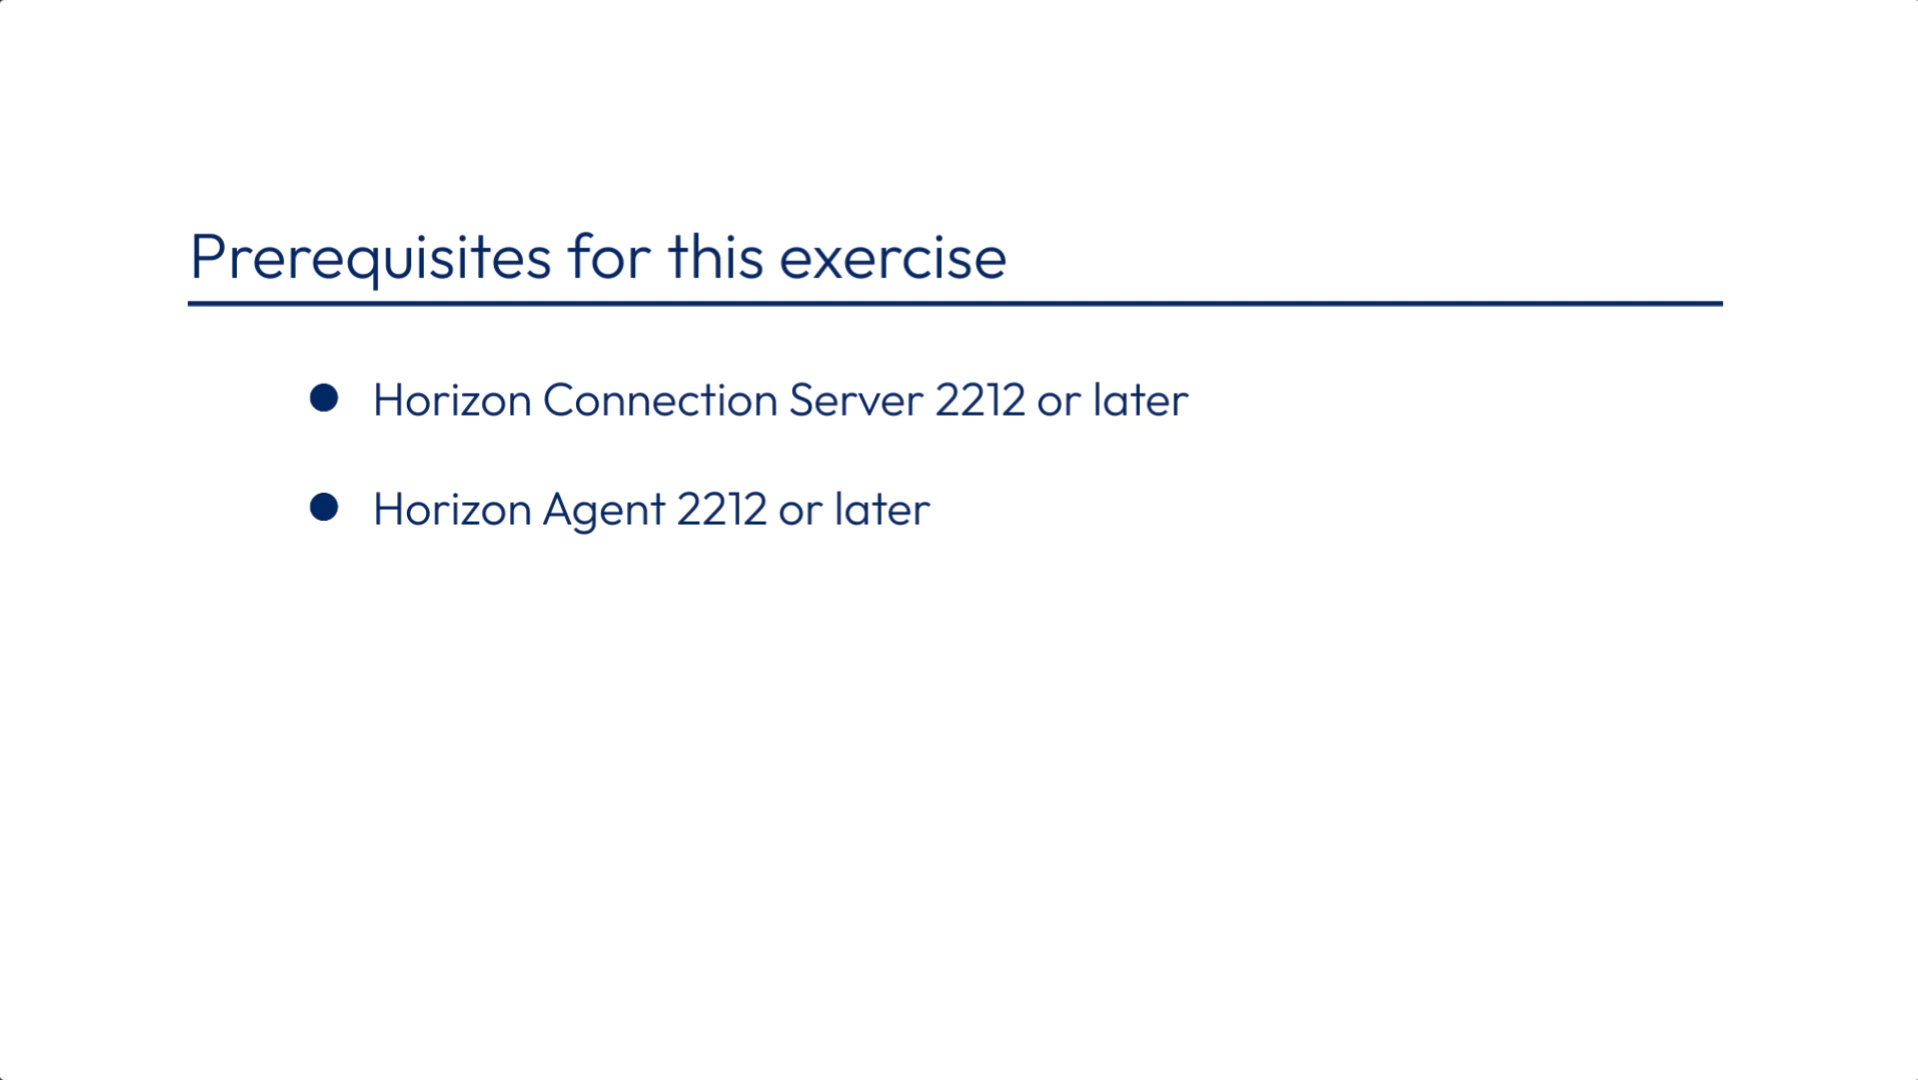 Prerequisites for this exercise
● Horizon Connection Server 2212 or later
● Horizon Agent 2212 or later